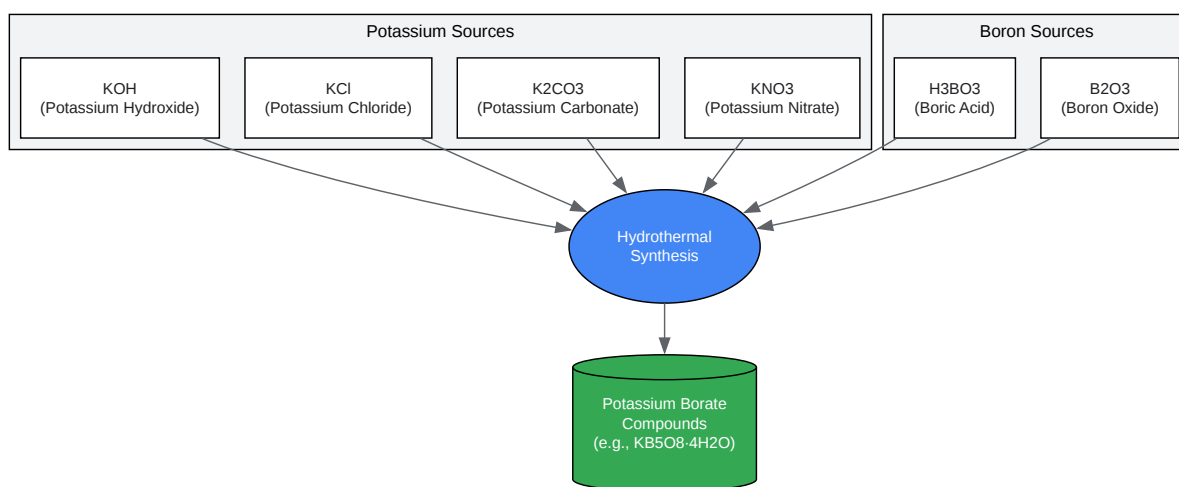 Potassium Sources
Boron Sources
KOH
(Potassium Hydroxide)
KCl
(Potassium Chloride)
K2CO3
(Potassium Carbonate)
KNO3
(Potassium Nitrate)
H3BO3
(Boric Acid)
B2O3
(Boron Oxide)
Hydrothermal
Synthesis
Potassium Borate
Compounds
(e.g., KB5O8·4H2O)